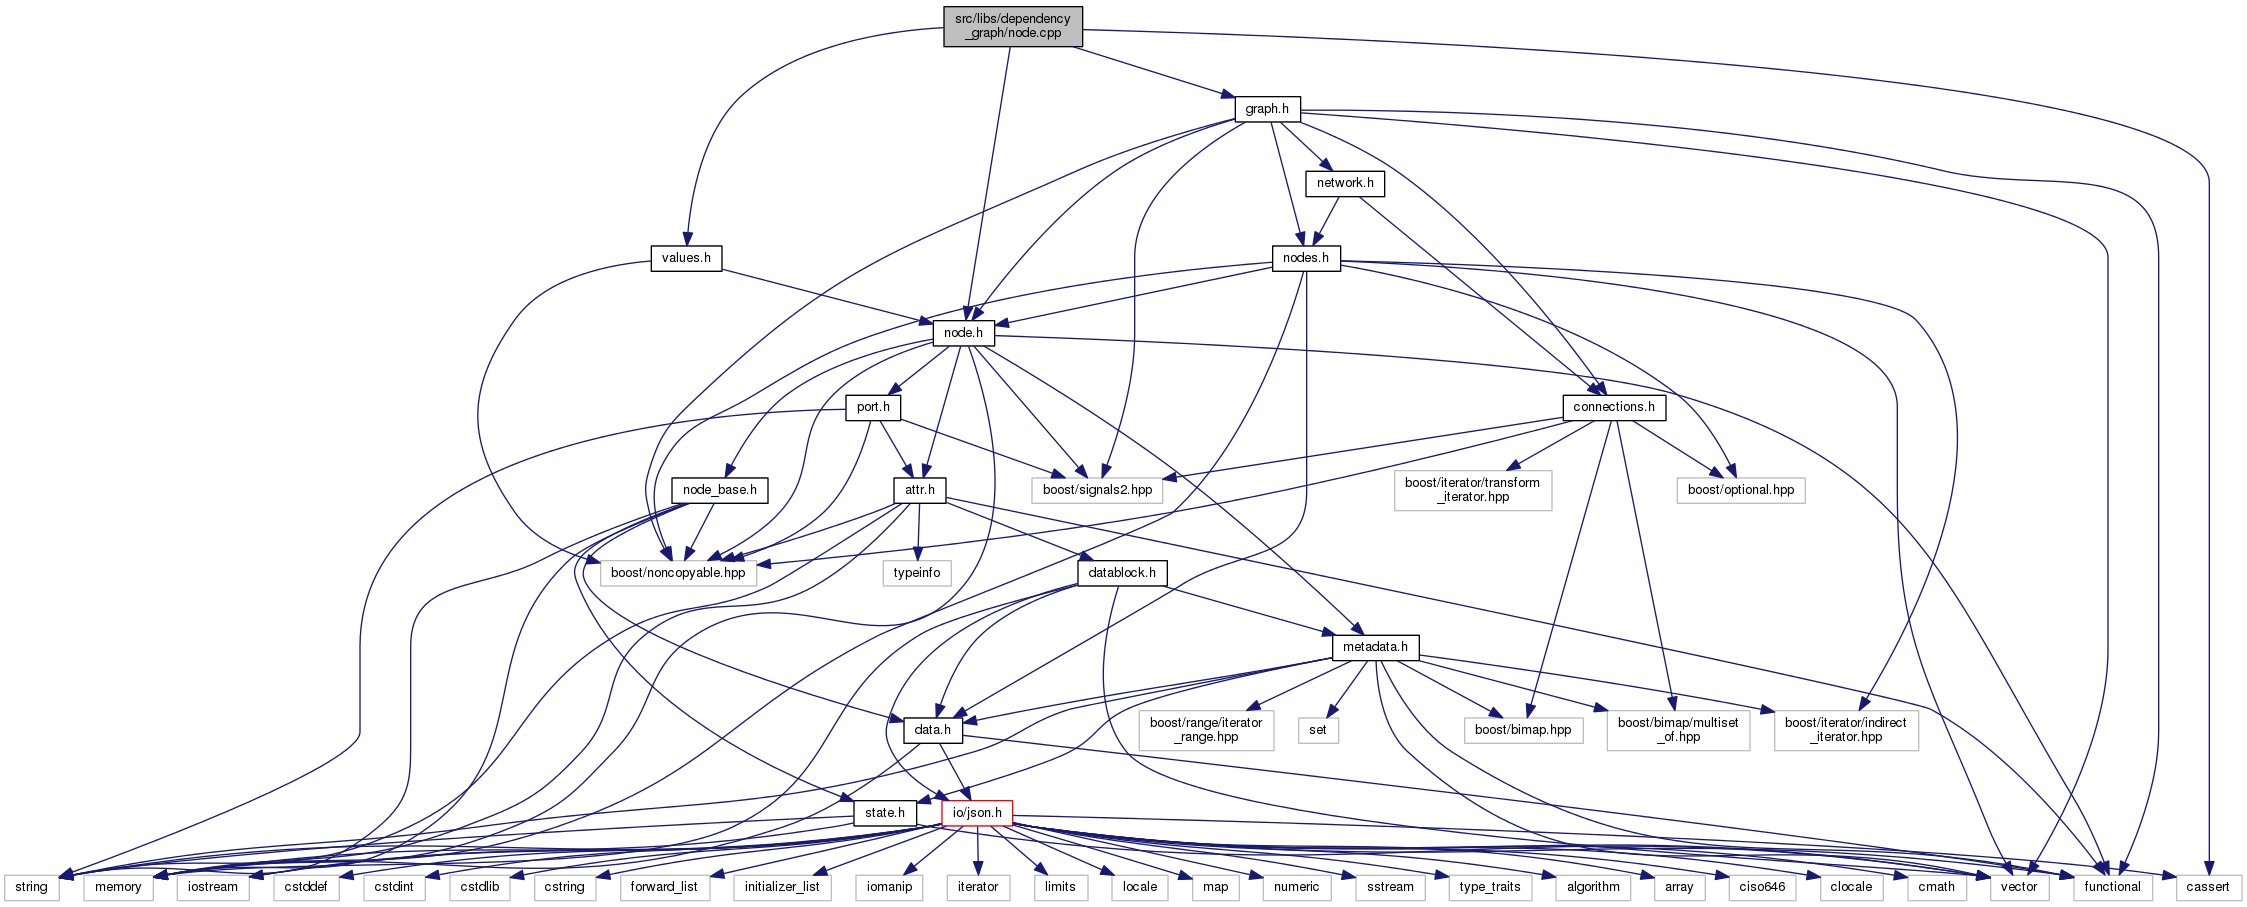 src/libs/dependency
_graph/node.cpp
graph.h
network.h
values.h
nodes.h
node.h
port.h
connections.h
node_base.h
attr.h
boost/signals2.hpp
boost/iterator/transform
_iterator.hpp
boost/optional.hpp
boost/noncopyable.hpp
typeinfo
datablock.h
metadata.h
data.h
boost/range/iterator
_range.hpp
set
boost/bimap.hpp
boost/bimap/multiset
_of.hpp
boost/iterator/indirect
_iterator.hpp
state.h
io/json.h
string
memory
iostream
cstddef
cstdint
cstdlib
cstring
forward_list
initializer_list
iomanip
iterator
limits
locale
map
numeric
sstream
type_traits
algorithm
array
ciso646
clocale
cmath
vector
functional
cassert